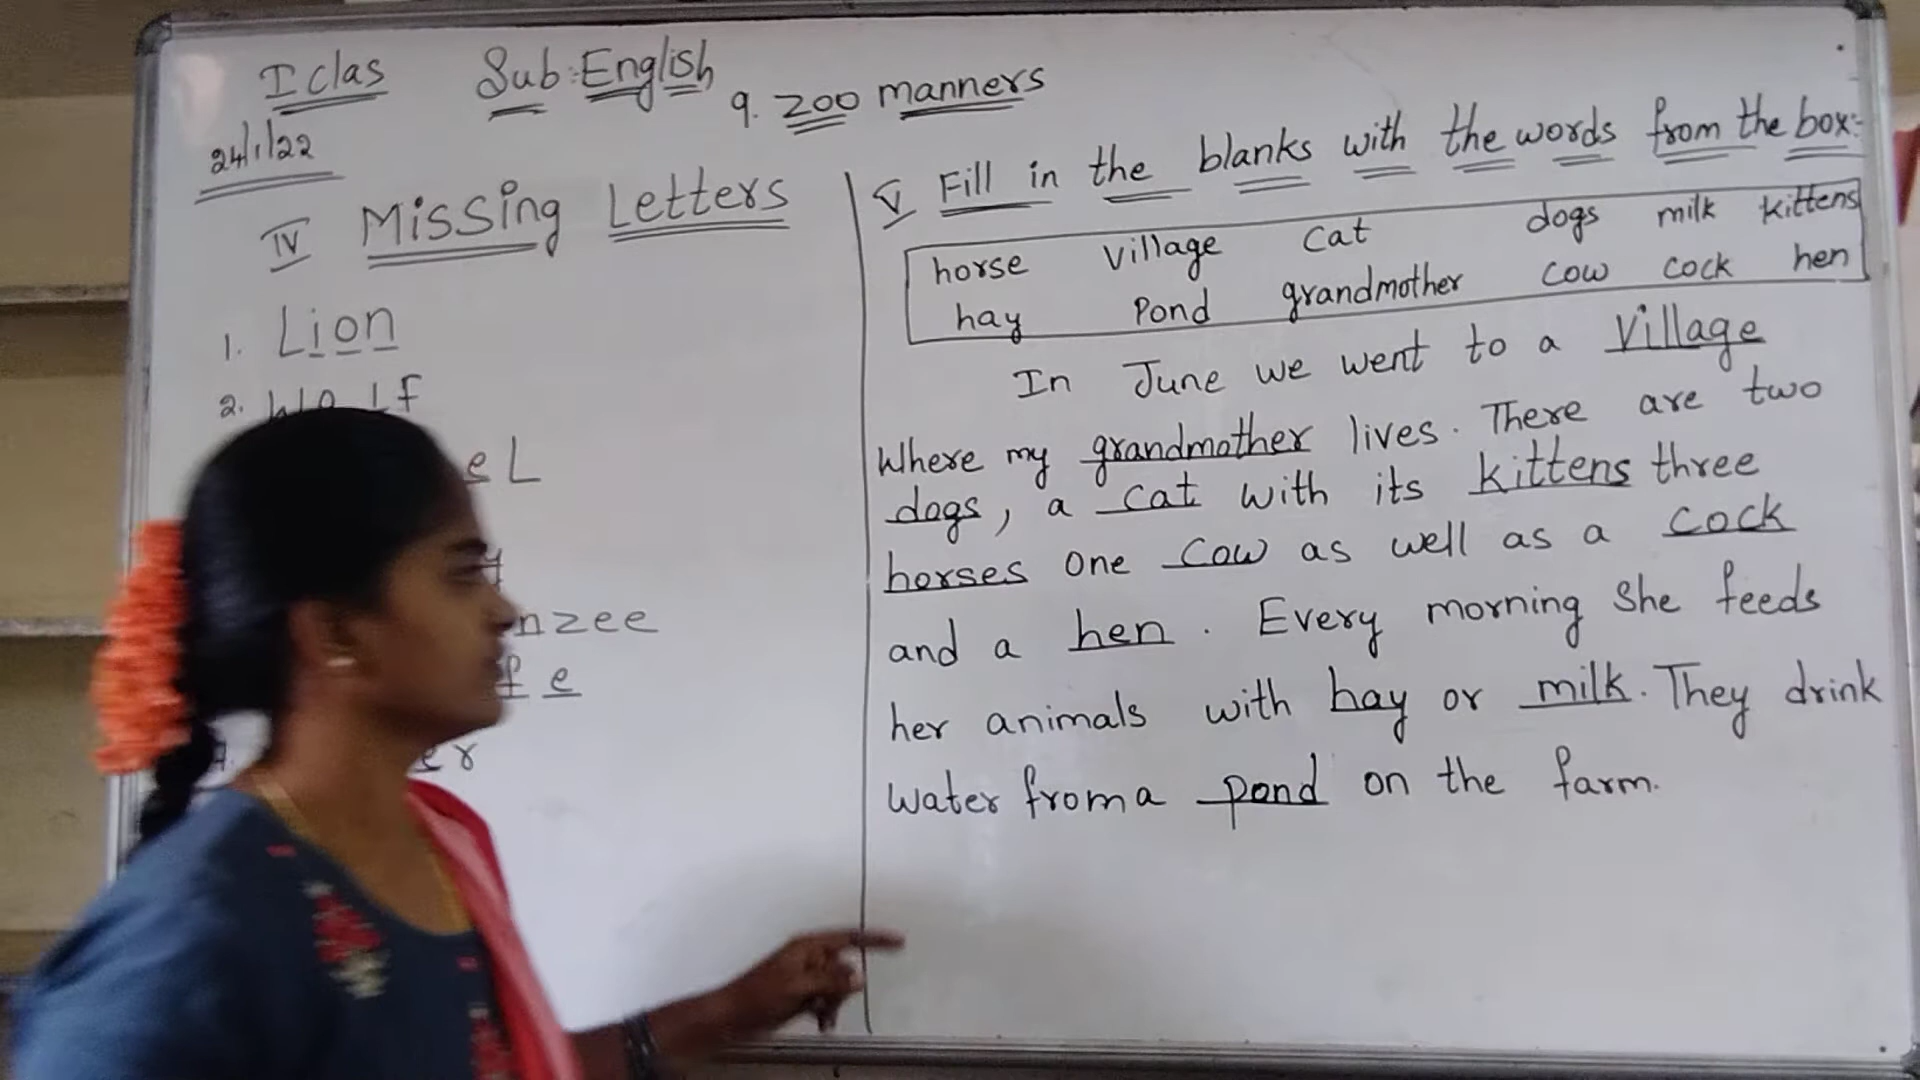 I clas Sub: English
9. Zoo manners
24/1/22
IV Missing Letters
1. Lion
2. WoLF
eL
y
nzee
fe
er
V Fill in the blanks with the words from the box:-
horse village cat dogs milk kittens
hay Pond grandmother cow cock hen
In June we went to a Village
Where my grandmother lives. There are two
dogs, a cat with its kittens three
horses one cow as well as a cock
and a hen. Every morning She feeds
her animals with hay or milk. They drink
Water from a pond on the farm.